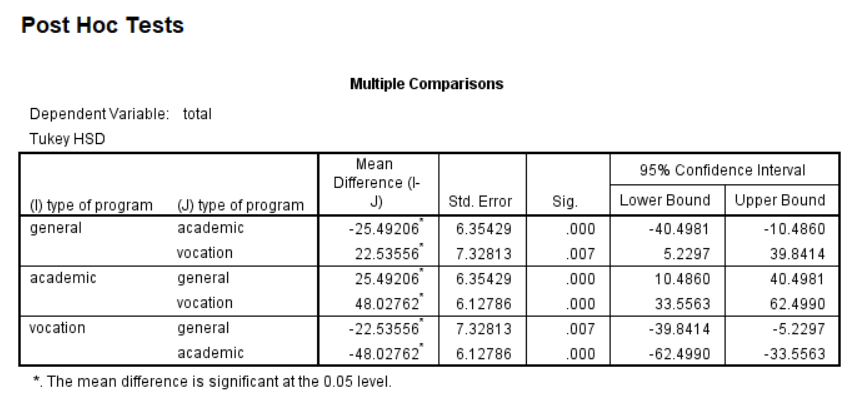 Post Hoc Tests
Multiple Comparisons
Dependent Variable: total
Tukey HSD
(I) type of program (J) type of program Mean Difference (I-J) Std. Error Sig. 95% Confidence Interval
Lower Bound Upper Bound
general academic -25.49206* 6.35429 .000 -40.4981 -10.4860
vocation 22.53556* 7.32813 .007 5.2297 39.8414
academic general 25.49206* 6.35429 .000 10.4860 40.4981
vocation 48.02762* 6.12786 .000 33.5563 62.4990
vocation general -22.53556* 7.32813 .007 -39.8414 -5.2297
academic -48.02762* 6.12786 .000 -62.4990 -33.5563
*. The mean difference is significant at the 0.05 level.